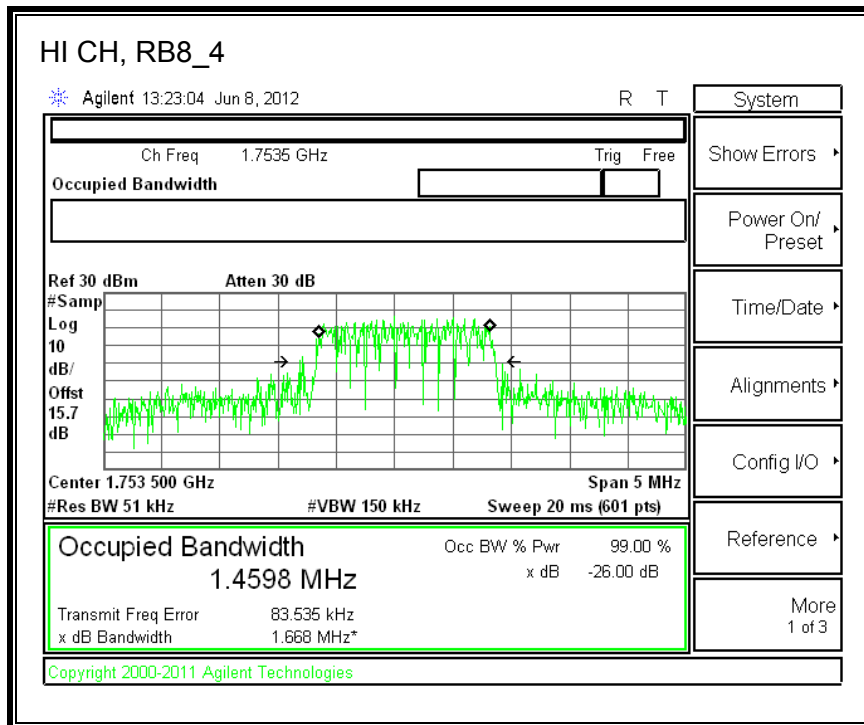 HI CH, RB8_4
Agilent 13:23:04 Jun 8, 2012 R T
Ch Freq 1.7535 GHz Trig Free
Occupied Bandwidth
Ref 30 dBm Atten 30 dB
#Samp
Log
10
dB/
Offst
15.7
dB
Center 1.753 500 GHz Span 5 MHz
#Res BW 51 kHz #VBW 150 kHz Sweep 20 ms (601 pts)
Occupied Bandwidth Occ BW % Pwr 99.00 %
1.4598 MHz x dB -26.00 dB
Transmit Freq Error 83.535 kHz
x dB Bandwidth 1.668 MHz*
Copyright 2000-2011 Agilent Technologies
System
Show Errors
Power On/
Preset
Time/Date
Alignments
Config I/O
Reference
More
1 of 3